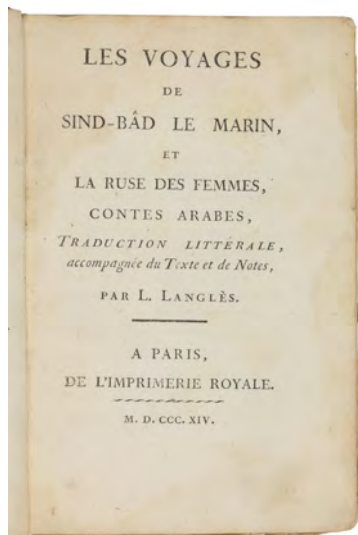 LES VOYAGES
DE
SIND-BÂD LE MARIN,
ET
LA RUSE DES FEMMES,
CONTES ARABES,
TRADUCTION LITTÉRALE,
accompagnée du Texte et de Notes,
PAR L. LANGLÈS.
A PARIS,
DE L'IMPRIMERIE ROYALE.
M. D. CCC. XIV.